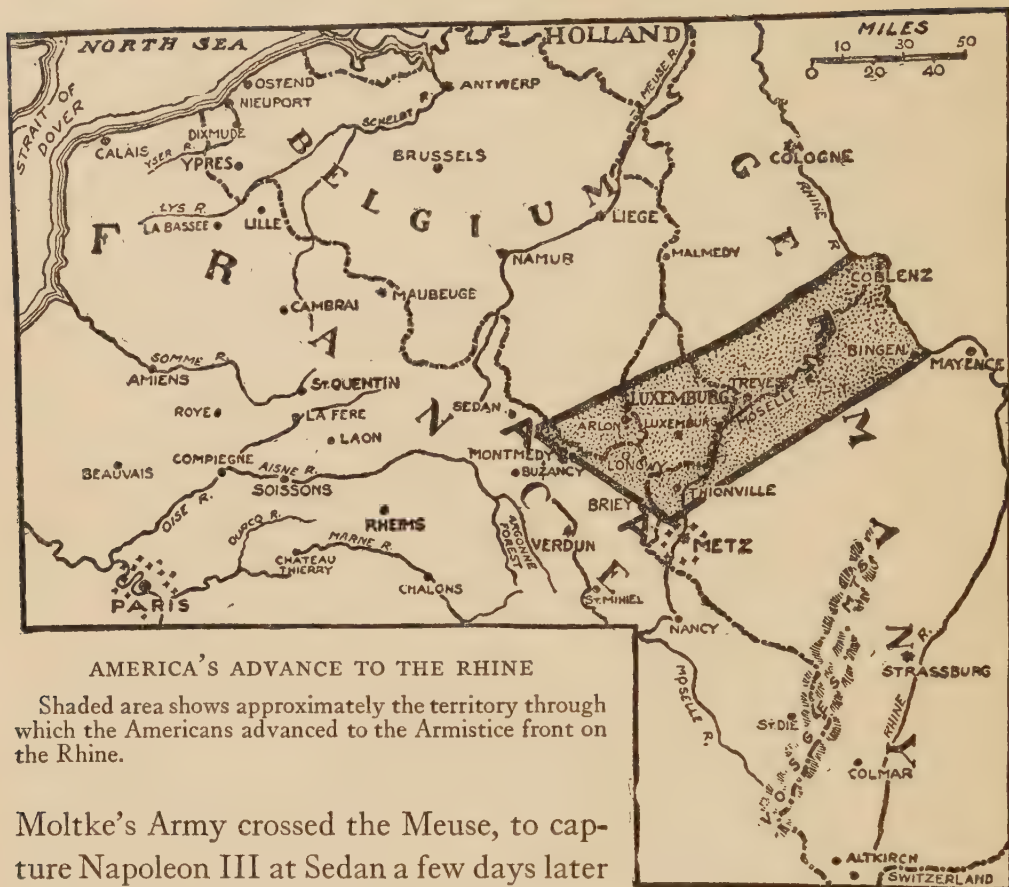 NORTH SEA
HOLLAND
MILES
10 30 50
0 20 40
STRAIT OF
DOVER
OSTEND
NIEUPORT
ANTWERP
MEUSE R.
SCHELDT R.
DIXMUDE
CALAIS
YSER R.
YPRES
BRUSSELS
COLOGNE
BELGIUM
GERMANY
RHINE R.
LYS R.
LA BASSEE
LILLE
LIEGE
FRANCE
NAMUR
MALMEDY
COBLENZ
MAUBEUGE
CAMBRAI
BINGEN
MAYENCE
SOMME R.
AMIENS
ST. QUENTIN
TREVES
MOSELLE
LUXEMBURG
SEDAN
ARLON
LUXEMBURG
ROYE
LA FERE
LAON
MONTMEDY
LONGWY
BUZANCY
BEAUVAIS
COMPIEGNE
AISNE R.
SOISSONS
BRIEY
THIONVILLE
OISE R.
OURCQ R.
RHEIMS
ARGONNE
FOREST
VERDUN
METZ
MARNE R.
CHATEAU
THIERRY
CHALONS
PARIS
ST. MIHIEL
NANCY
STRASSBURG
MOSELLE R.
VOSGES MTS.
ST. DIE
RHINE R.
COLMAR
ALTKIRCH
SWITZERLAND
AMERICA'S ADVANCE TO THE RHINE
Shaded area shows approximately the territory through
which the Americans advanced to the Armistice front on
the Rhine.
Moltke's Army crossed the Meuse, to cap-
ture Napoleon III at Sedan a few days later